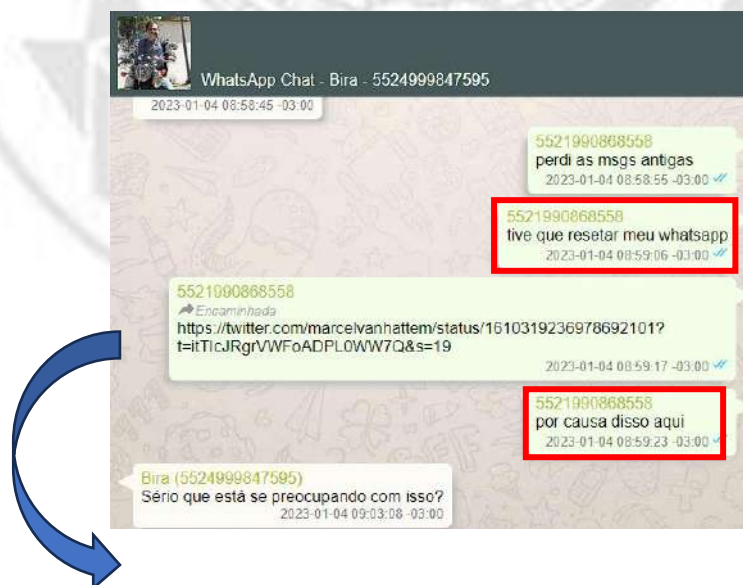 WhatsApp Chat - Bira - 5524999847595
2023-01-04 08:58:45 -03:00
5521990868558
perdi as msgs antigas
2023-01-04 08:58:55 -03:00
5521990868558
tive que resetar meu whatsapp
2023-01-04 08:59:06 -03:00
5521990868558
Encaminhada
https://twitter.com/marcelvanhattem/status/1610319236978692101?
t=itTIcJRgrVWFoADPL0WW7Q&s=19
2023-01-04 08:59:17 -03:00
5521990868558
por causa disso aqui
2023-01-04 08:59:23 -03:00
Bira (5524999847595)
Sério que está se preocupando com isso?
2023-01-04 09:03:08 -03:00